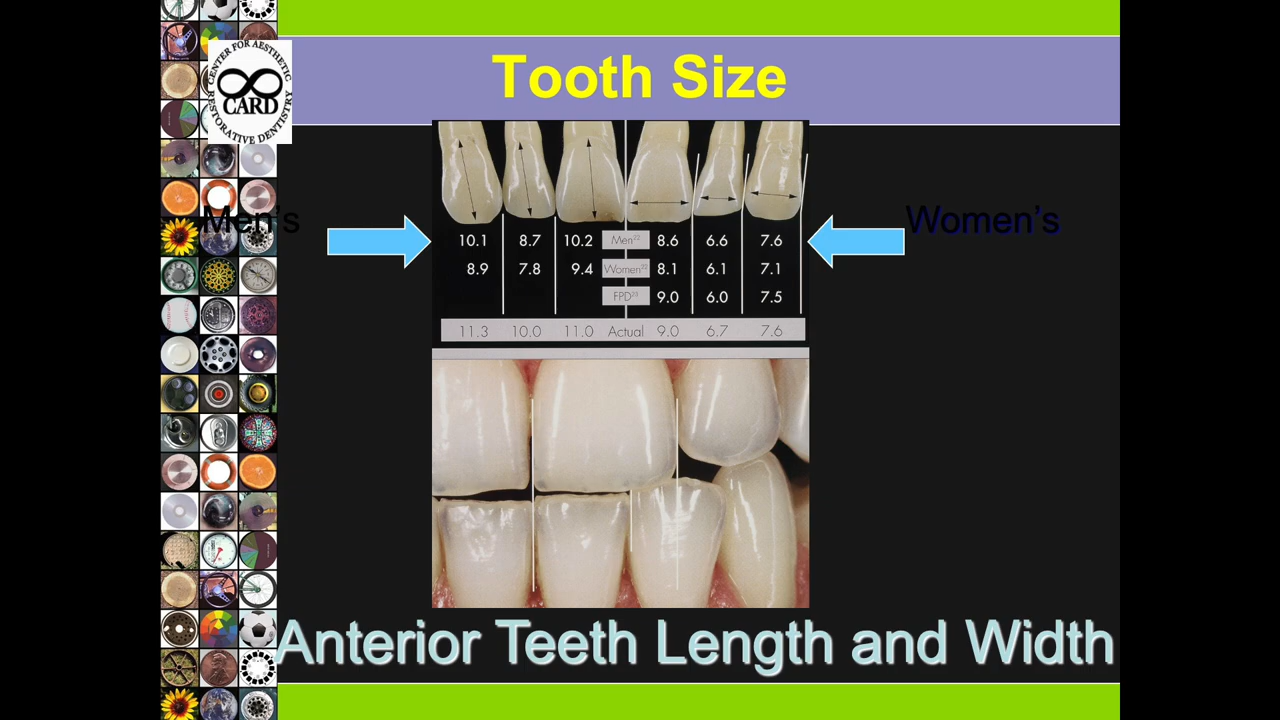 Tooth Size
CENTER FOR AESTHETIC
CARD
RESTORATIVE DENTISTRY
Men's
Women's
10.1 8.7 10.2 Men²² 8.6 6.6 7.6
8.9 7.8 9.4 Women²² 8.1 6.1 7.1
9.0 6.0 7.5
11.3 10.0 11.0 Actual 9.0 6.7 7.6
Anterior Teeth Length and Width